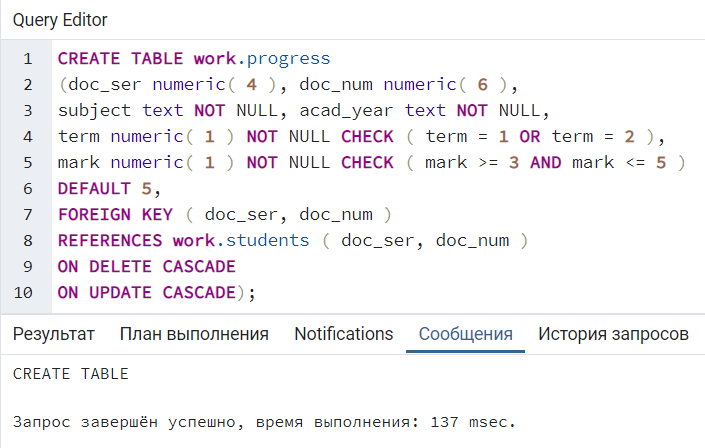 Query Editor
1 CREATE TABLE work.progress
2 (doc_ser numeric( 4 ), doc_num numeric( 6 ),
3 subject text NOT NULL, acad_year text NOT NULL,
4 term numeric( 1 ) NOT NULL CHECK ( term = 1 OR term = 2 ),
5 mark numeric( 1 ) NOT NULL CHECK ( mark >= 3 AND mark <= 5 )
6 DEFAULT 5,
7 FOREIGN KEY ( doc_ser, doc_num )
8 REFERENCES work.students ( doc_ser, doc_num )
9 ON DELETE CASCADE
10 ON UPDATE CASCADE);
Результат План выполнения Notifications Сообщения История запросов
CREATE TABLE
Запрос завершён успешно, время выполнения: 137 msec.